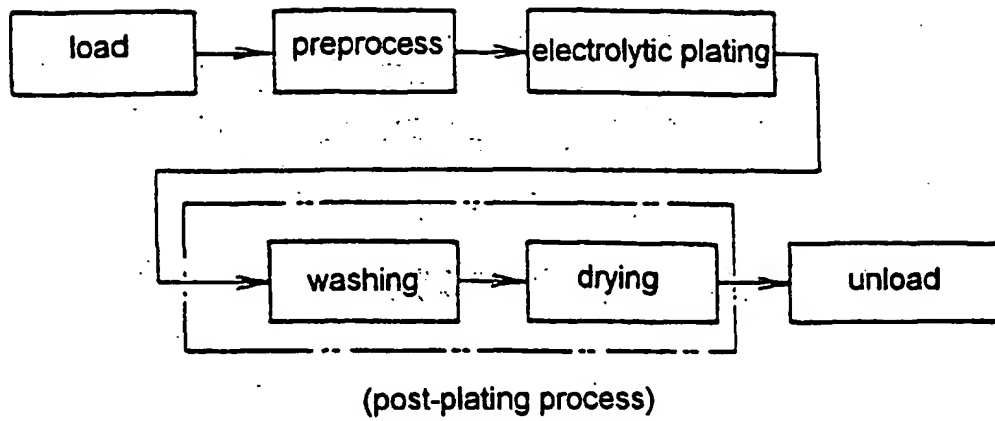 load
preprocess
electrolytic plating
washing
drying
unload
(post-plating process)